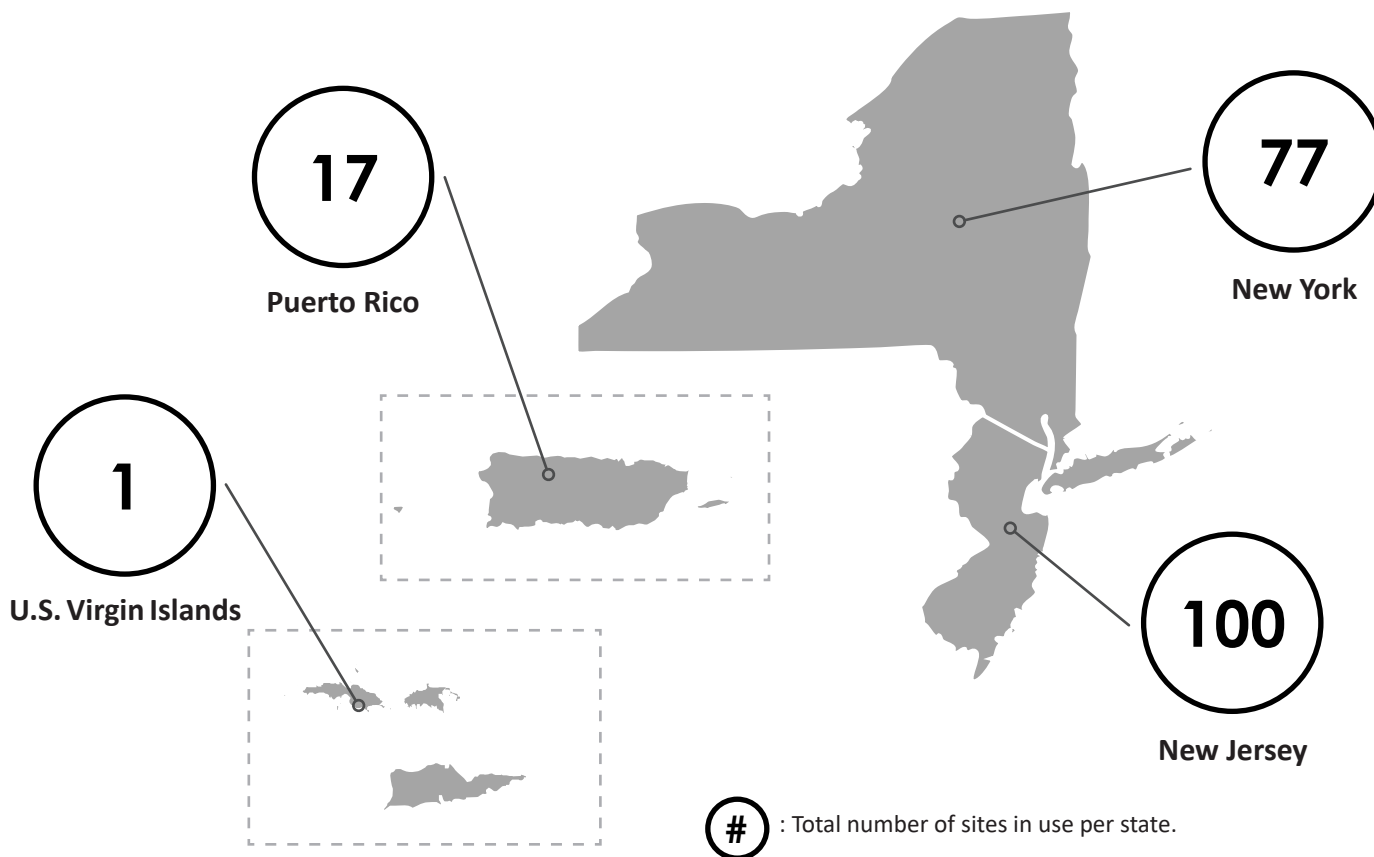 17
Puerto Rico
77
New York
1
U.S. Virgin Islands
100
New Jersey
# : Total number of sites in use per state.